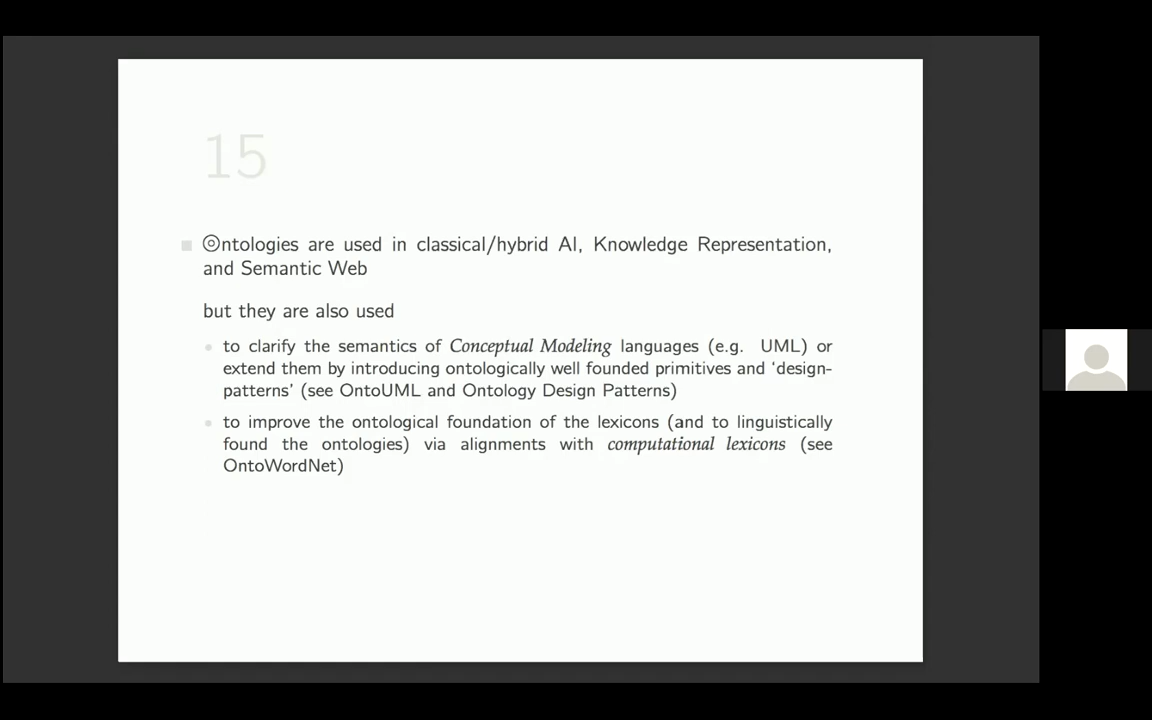 15
◎ntologies are used in classical/hybrid AI, Knowledge Representation,
and Semantic Web
but they are also used
to clarify the semantics of Conceptual Modeling languages (e.g. UML) or
extend them by introducing ontologically well founded primitives and ‘design-
patterns’ (see OntoUML and Ontology Design Patterns)
to improve the ontological foundation of the lexicons (and to linguistically
found the ontologies) via alignments with computational lexicons (see
OntoWordNet)